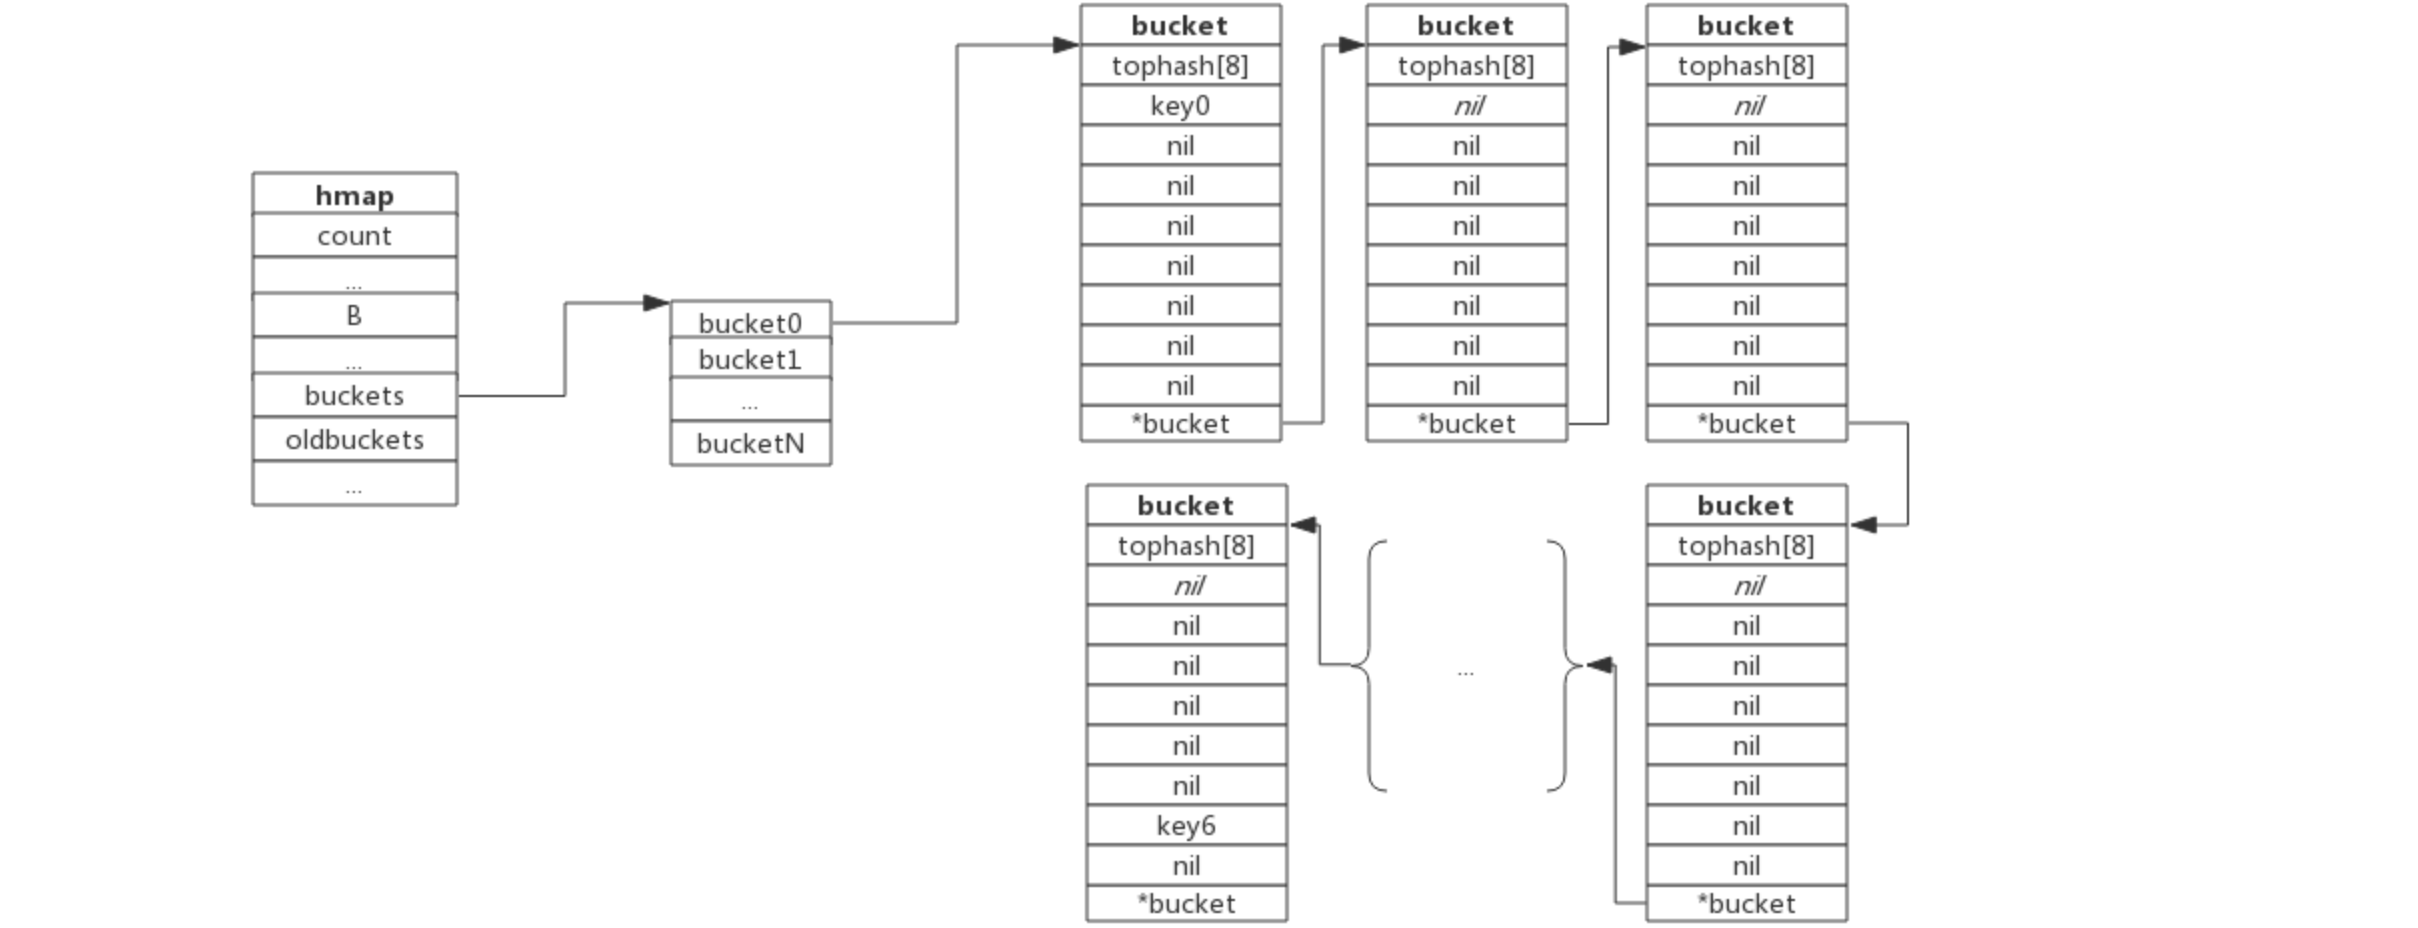 hmap
count
...
B
...
buckets
oldbuckets
...
bucket0
bucket1
...
bucketN
bucket
tophash[8]
key0
nil
nil
nil
nil
nil
nil
nil
*bucket
bucket
tophash[8]
nil
nil
nil
nil
nil
nil
nil
nil
*bucket
bucket
tophash[8]
nil
nil
nil
nil
nil
nil
nil
nil
*bucket
bucket
tophash[8]
nil
nil
nil
nil
nil
nil
key6
nil
*bucket
...
bucket
tophash[8]
nil
nil
nil
nil
nil
nil
nil
nil
*bucket